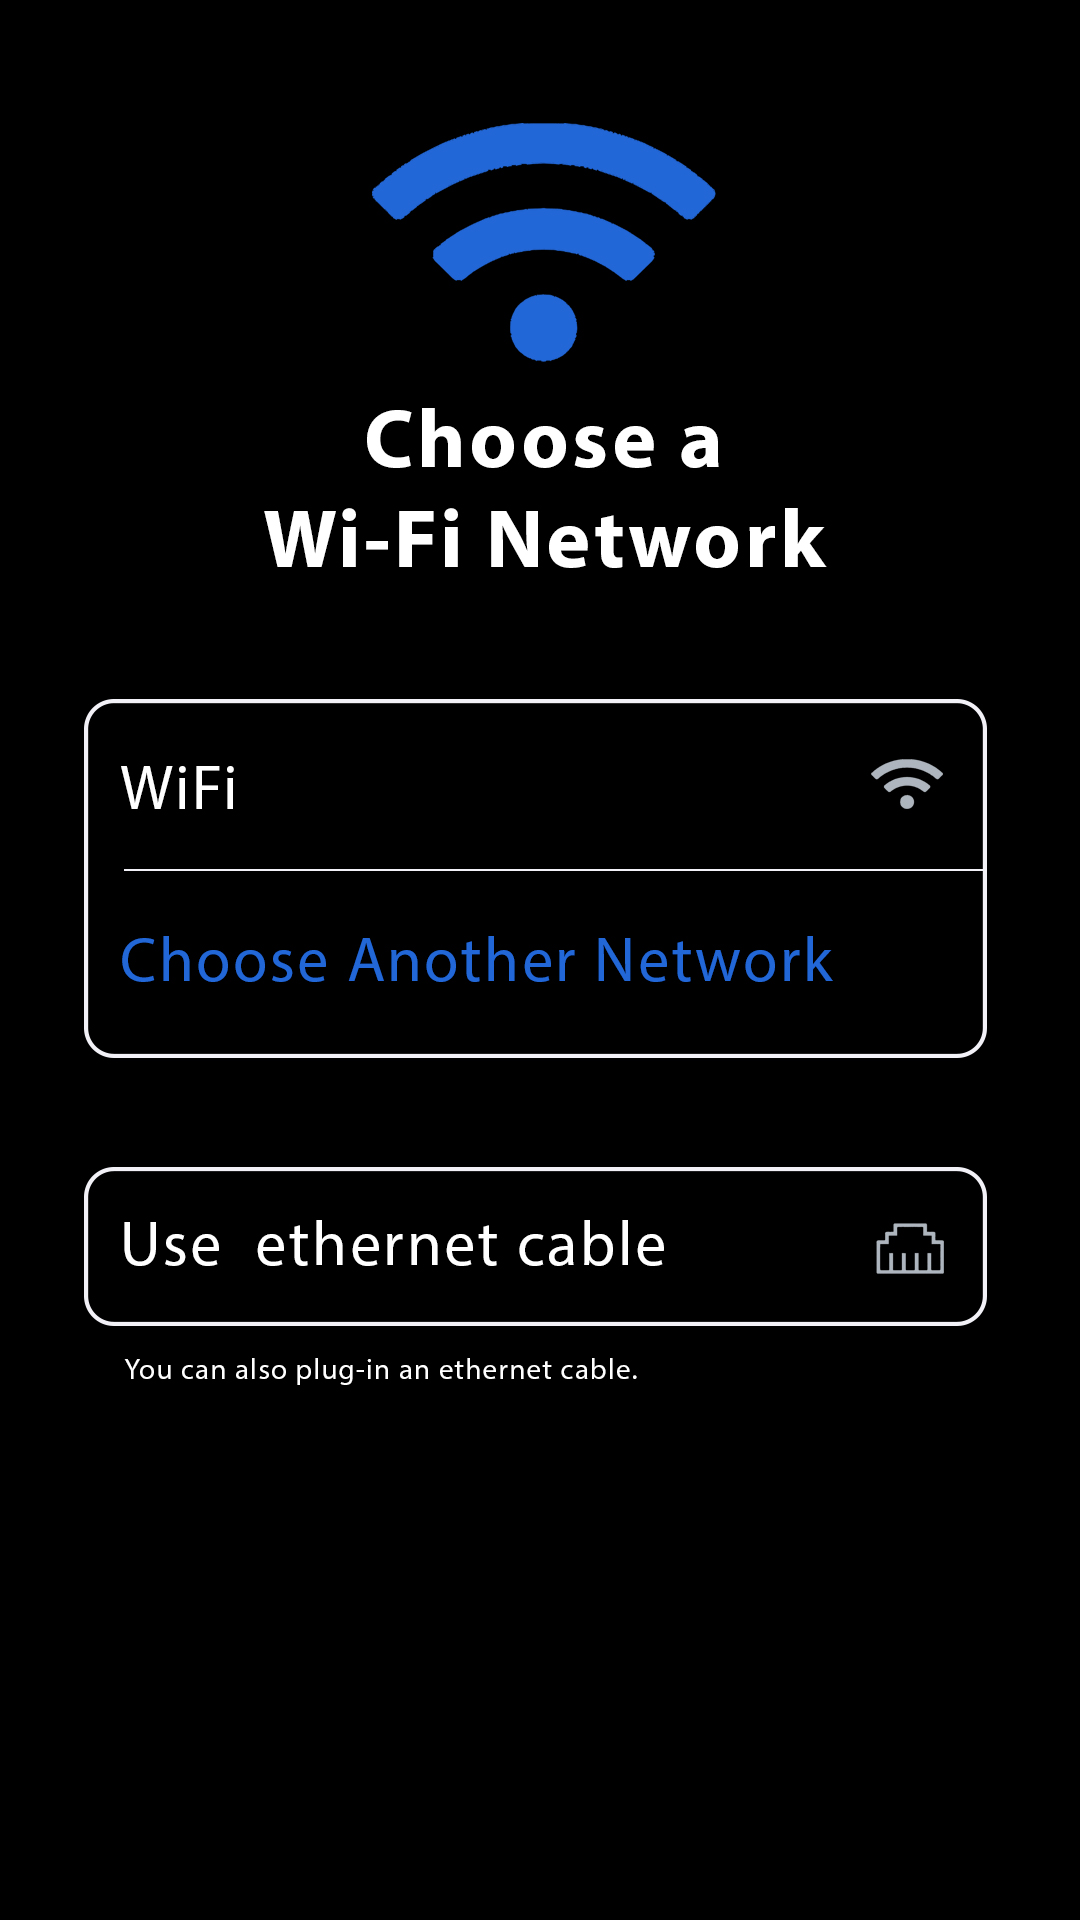 Choose a
Wi-Fi Network
WiFi
Choose Another Network
Use ethernet cable
You can also plug-in an ethernet cable.